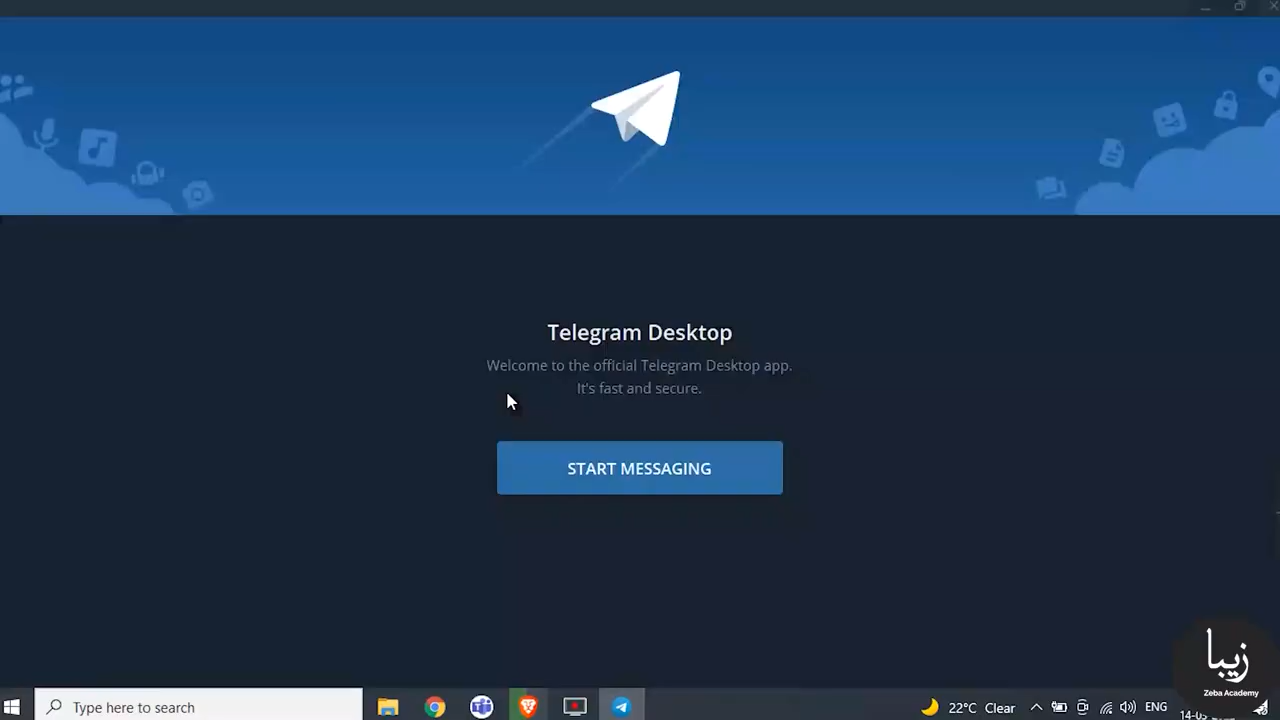 Telegram Desktop
Welcome to the official Telegram Desktop app.
It's fast and secure.
START MESSAGING
زيبا
Zeba Academy
Type here to search
22°C Clear
ENG